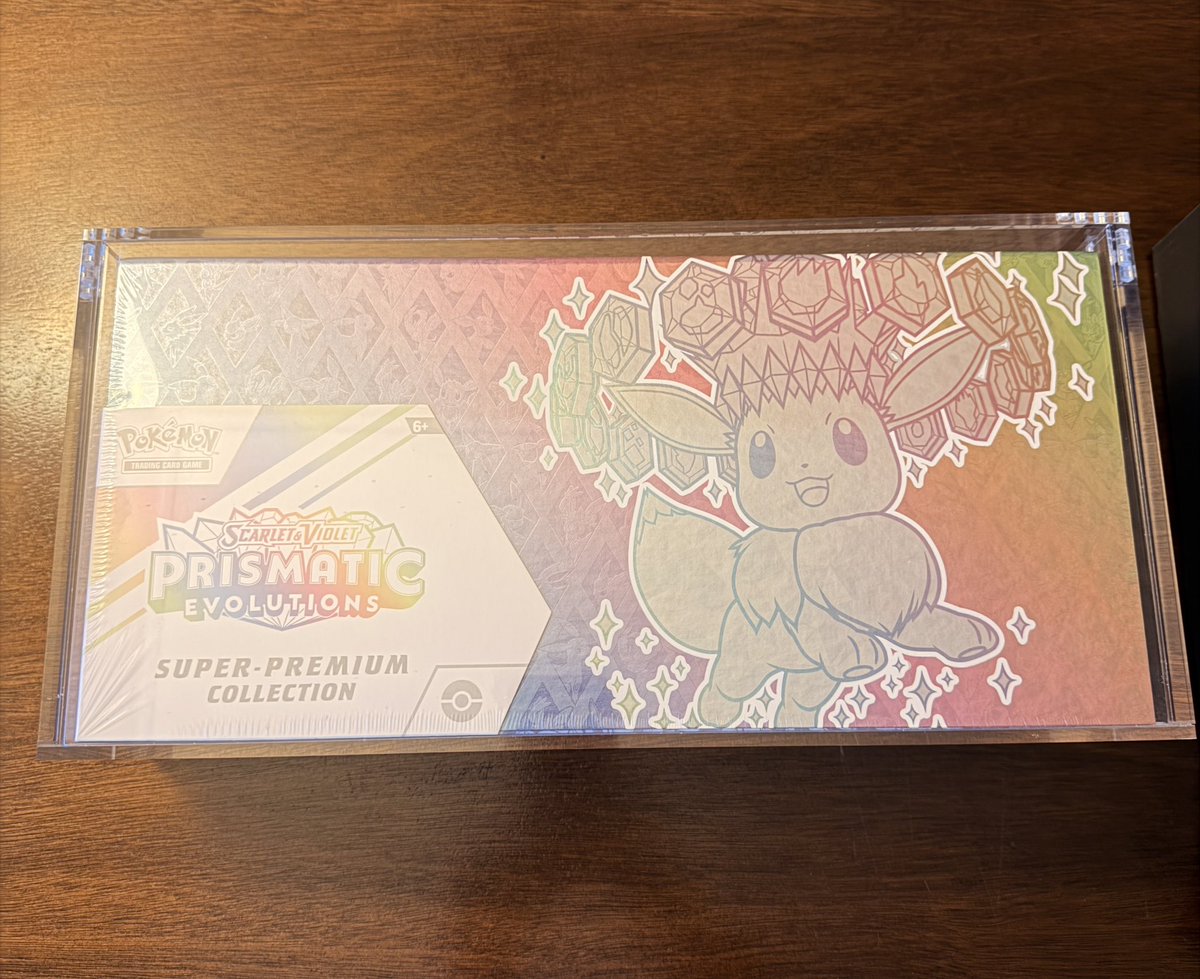 6+
POKÉMON
TRADING CARD GAME
SCARLET & VIOLET
PRISMATIC
EVOLUTIONS
SUPER-PREMIUM
COLLECTION